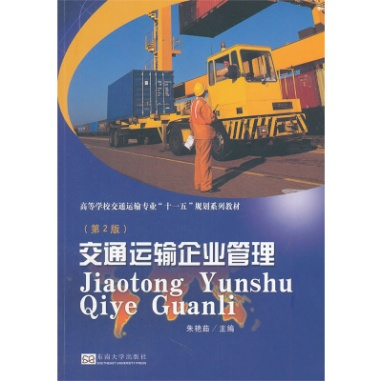 高等学校交通运输专业“十一五”规划系列教材
（第2版）
交通运输企业管理
Jiaotong Yunshu
Qiye Guanli
朱艳茹／主编
东南大学出版社